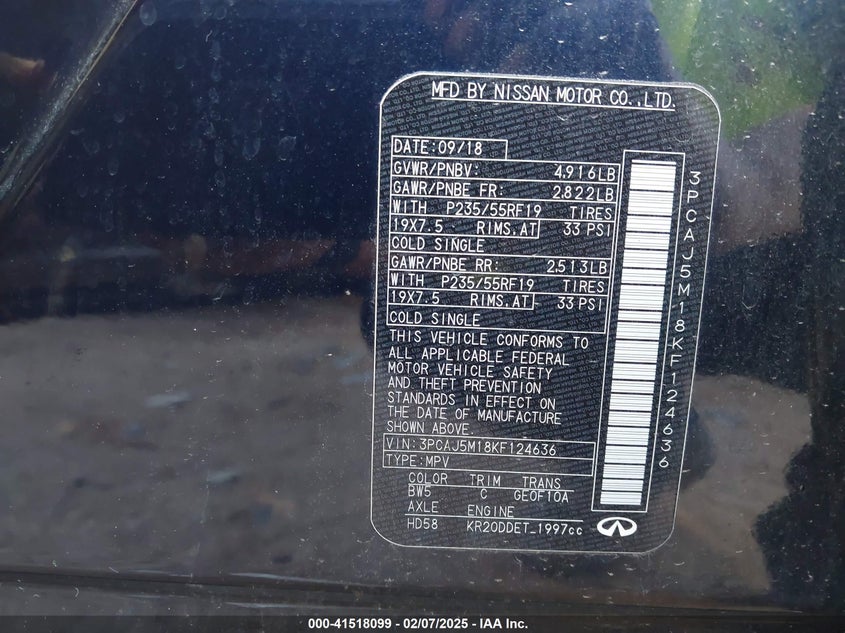 MFD BY NISSAN MOTOR CO.,LTD.
DATE:09/18
GVWR/PNBV: 4,916LB
GAWR/PNBE FR: 2,822LB
WITH P235/55RF19 TIRES
19X7.5 RIMS.AT 33 PSI
COLD SINGLE
GAWR/PNBE RR: 2,513LB
WITH P235/55RF19 TIRES
19X7.5 RIMS.AT 33 PSI
COLD SINGLE
THIS VEHICLE CONFORMS TO
ALL APPLICABLE FEDERAL
MOTOR VEHICLE SAFETY
AND THEFT PREVENTION
STANDARDS IN EFFECT ON
THE DATE OF MANUFACTURE
SHOWN ABOVE.
VIN:3PCAJ5M18KF124636
TYPE:MPV
COLOR TRIM TRANS
BW5 C GE0F10A
AXLE ENGINE
HD58 KR20DDET 1997cc
3PCAJ5M18KF124636
000-41518099 - 02/07/2025 - IAA Inc.